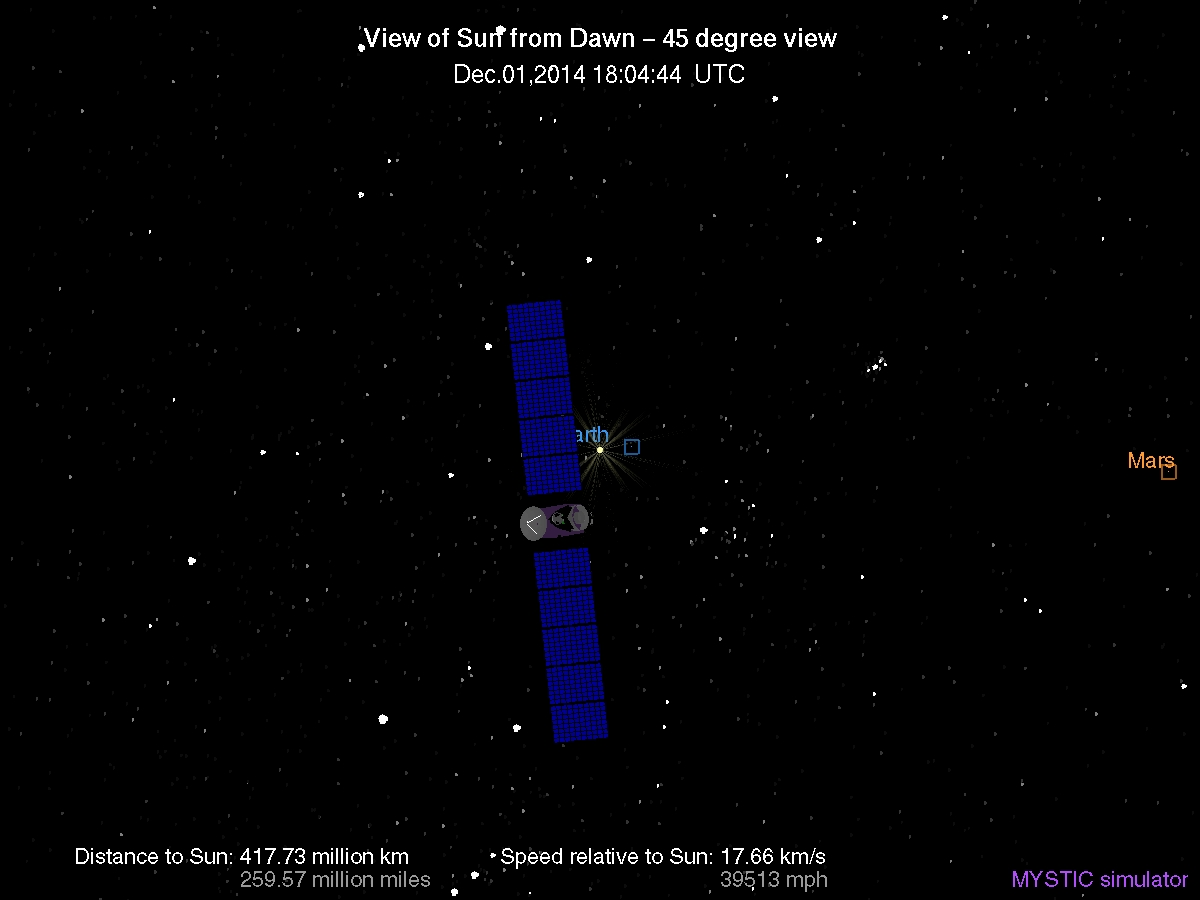 View of Sun from Dawn – 45 degree view
Dec.01,2014 18:04:44 UTC
arth
Mars
Distance to Sun: 417.73 million km
259.57 million miles
Speed relative to Sun: 17.66 km/s
39513 mph
MYSTIC simulator